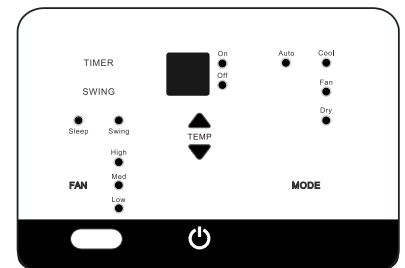 On
Auto
Cool
TIMER
Off
Fan
SWING
Dry
Sleep
Swing
TEMP
High
Med
FAN
MODE
Low